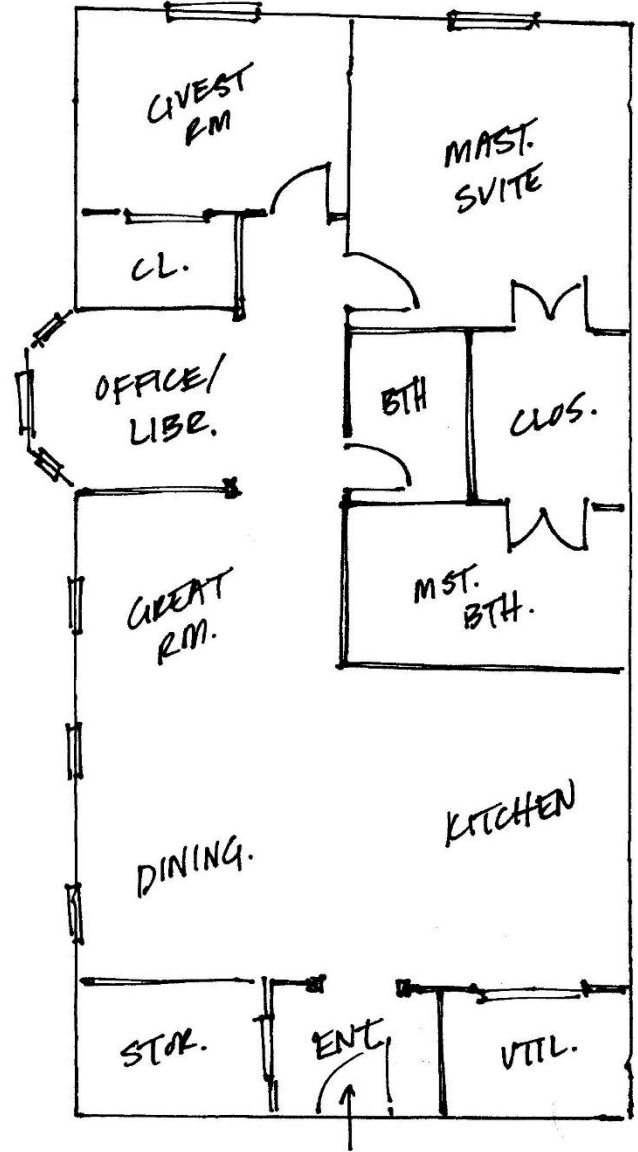 GUEST
RM
MAST.
SUITE
CL.
OFFICE/
LIBR.
BTH
CLOS.
GREAT
RM.
MST.
BTH.
KITCHEN
DINING.
STOR.
ENT.
UTIL.